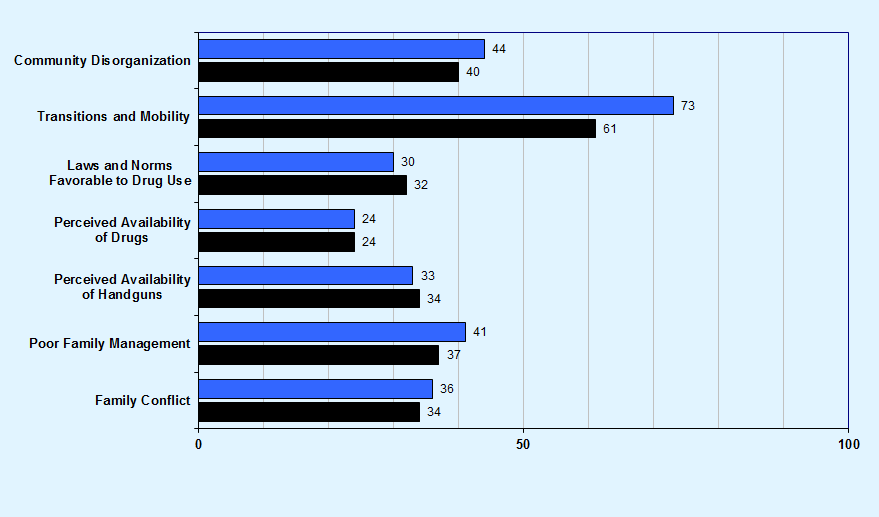 Community Disorganization
44
40
Transitions and Mobility
73
61
Laws and Norms
Favorable to Drug Use
30
32
Perceived Availability
of Drugs
24
24
Perceived Availability
of Handguns
33
34
Poor Family Management
41
37
Family Conflict
36
34
0 50 100